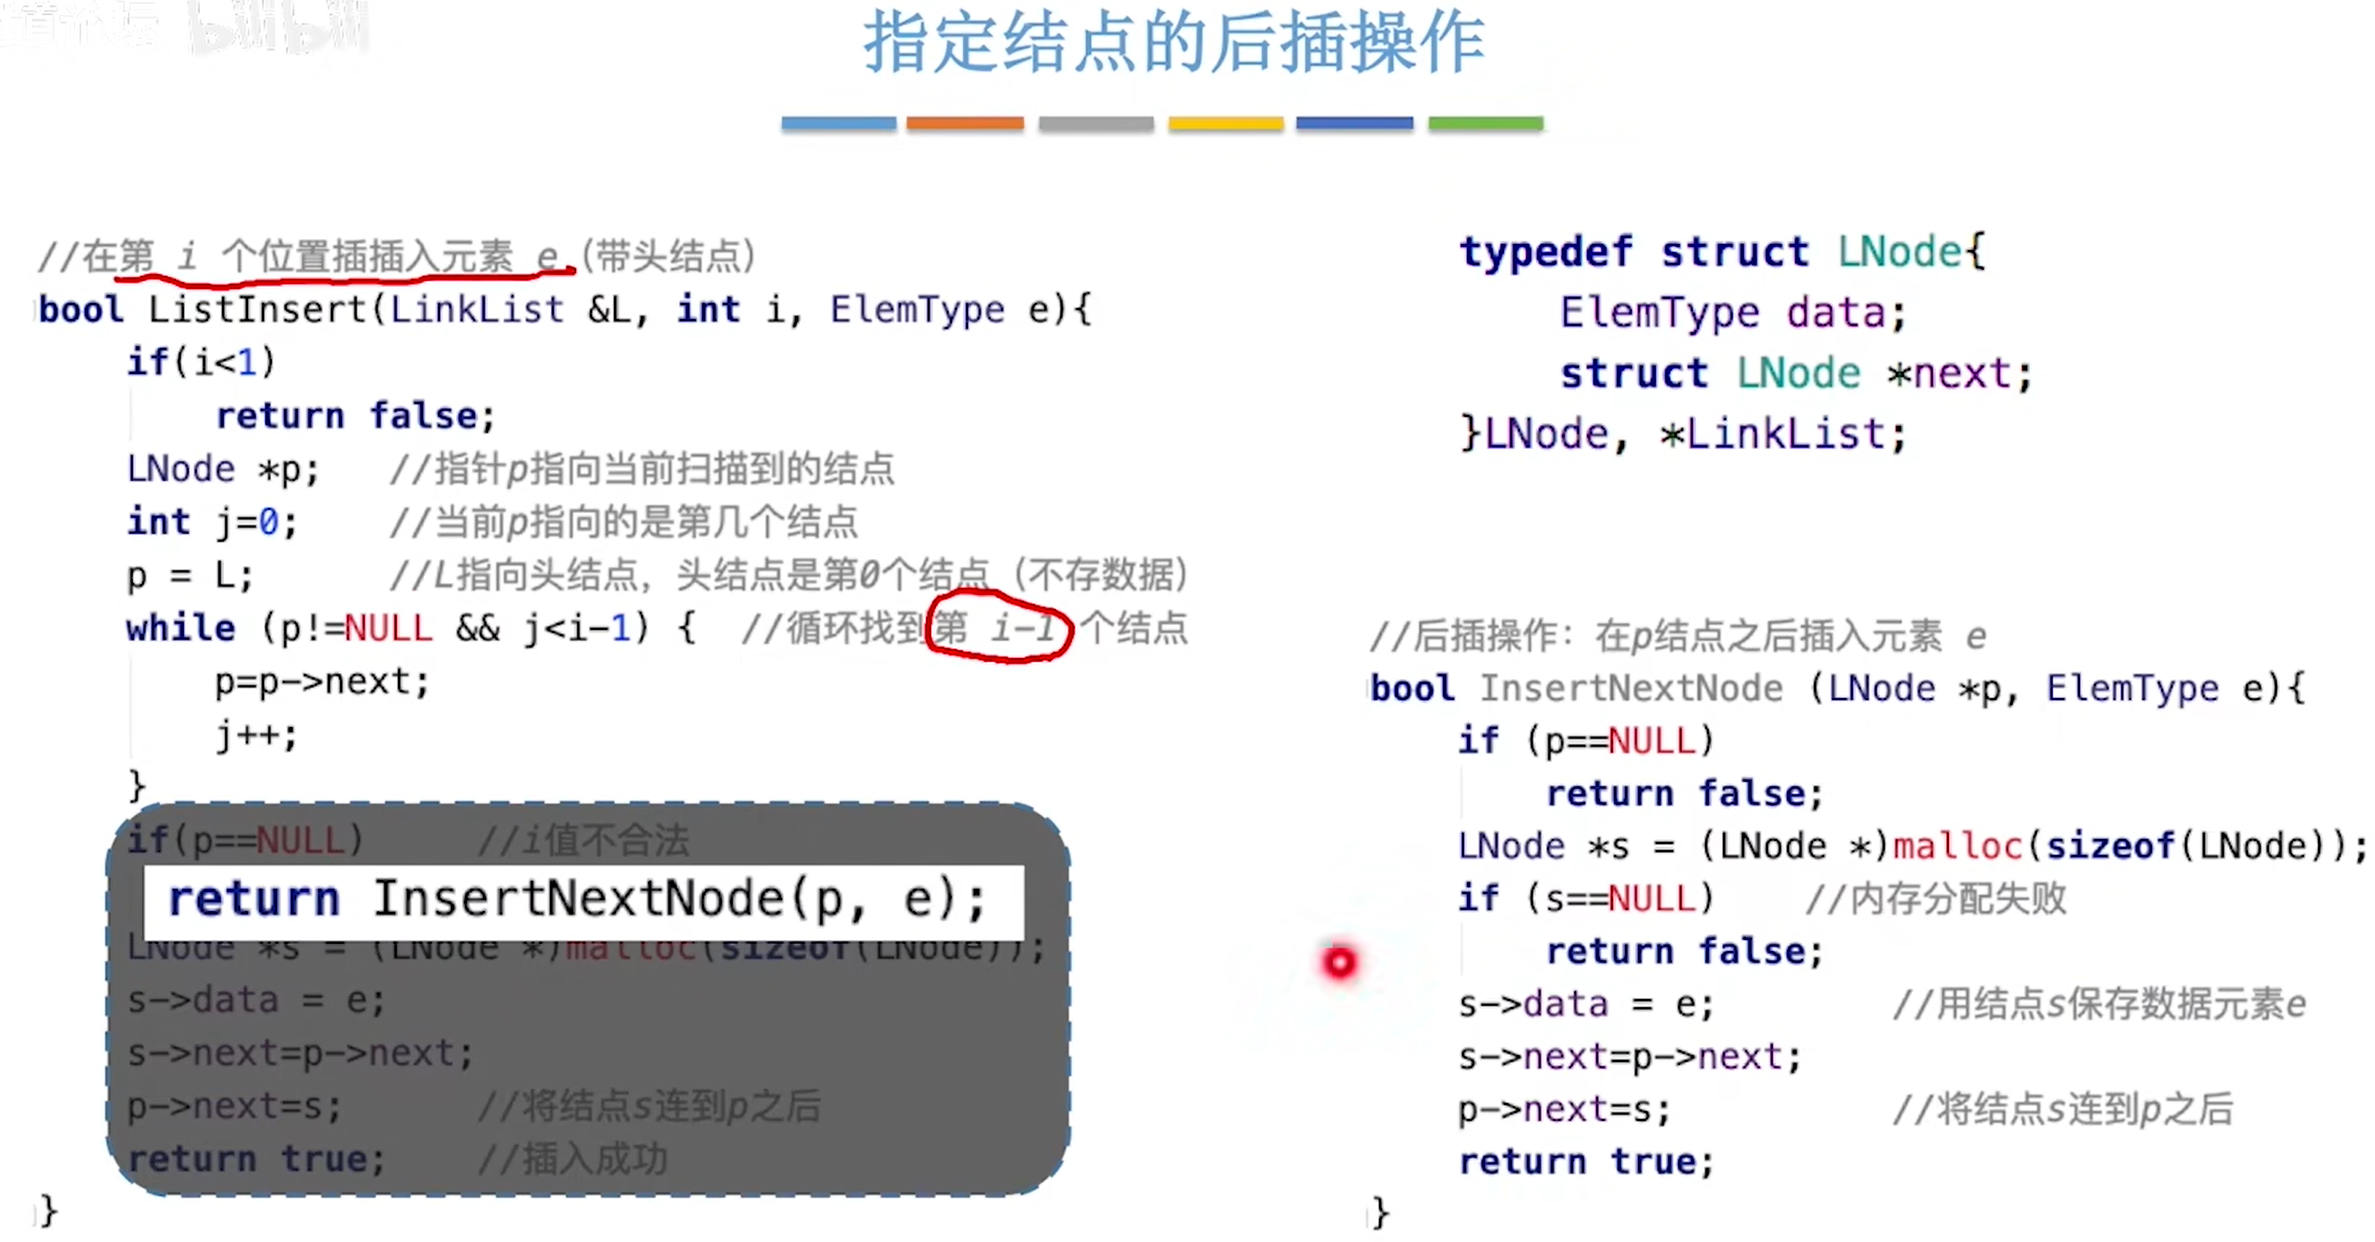 bilibili
指定结点的后插操作
//在第 i 个位置插插入元素 e（带头结点）
bool ListInsert(LinkList &L, int i, ElemType e){
if(i<1)
return false;
LNode *p; //指针p指向当前扫描到的结点
int j=0; //当前p指向的是第几个结点
p = L; //L指向头结点，头结点是第0个结点（不存数据）
while (p!=NULL && j<i-1) { //循环找到第 i-1 个结点
p=p->next;
j++;
}
if(p==NULL) //i值不合法
return InsertNextNode(p, e);
LNode *s = (LNode *)malloc(sizeof(LNode));
s->data = e;
s->next=p->next;
p->next=s; //将结点s连到p之后
return true; //插入成功
}
typedef struct LNode{
ElemType data;
struct LNode *next;
}LNode, *LinkList;
//后插操作：在p结点之后插入元素 e
bool InsertNextNode (LNode *p, ElemType e){
if (p==NULL)
return false;
LNode *s = (LNode *)malloc(sizeof(LNode));
if (s==NULL) //内存分配失败
return false;
s->data = e; //用结点s保存数据元素e
s->next=p->next;
p->next=s; //将结点s连到p之后
return true;
}